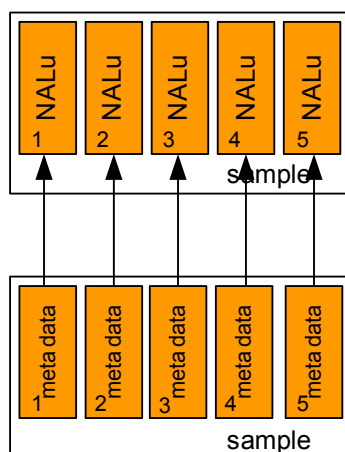 NALu NALu NALu NALu NALu
1 2 3 4 5
sample
meta data meta data meta data meta data meta data
1 2 3 4 5
sample